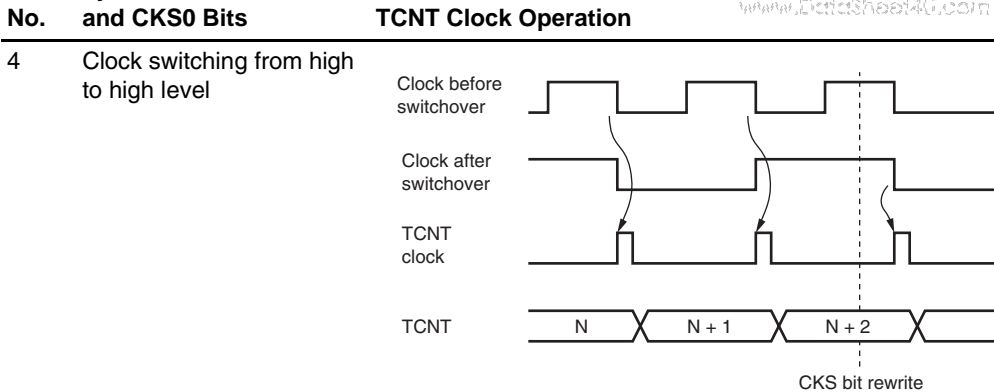 www.DataSheet4U.com
No. and CKS0 Bits TCNT Clock Operation
4 Clock switching from high
to high level
Clock before
switchover
Clock after
switchover
TCNT
clock
TCNT N N + 1 N + 2
CKS bit rewrite